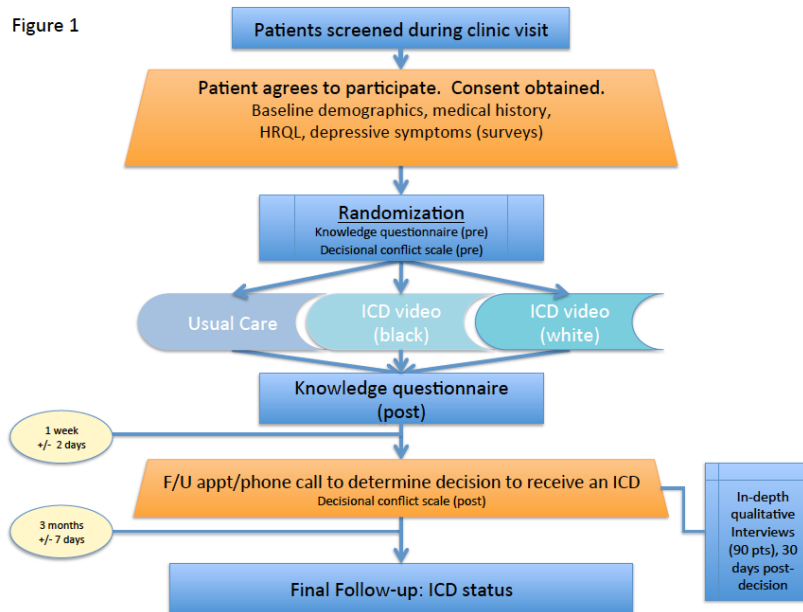 Figure 1
Patients screened during clinic visit
Patient agrees to participate.  Consent obtained.
Baseline demographics, medical history,
HRQL, depressive symptoms (surveys)
Randomization
Knowledge questionnaire (pre)
Decisional conflict scale (pre)
Usual Care
ICD video
(black)
ICD video
(white)
Knowledge questionnaire
(post)
1 week
+/-  2 days
F/U appt/phone call to determine decision to receive an ICD
Decisional conflict scale (post)
In-depth
qualitative
Interviews
(90 pts), 30
days post-
decision
3 months
+/- 7 days
Final Follow-up: ICD status